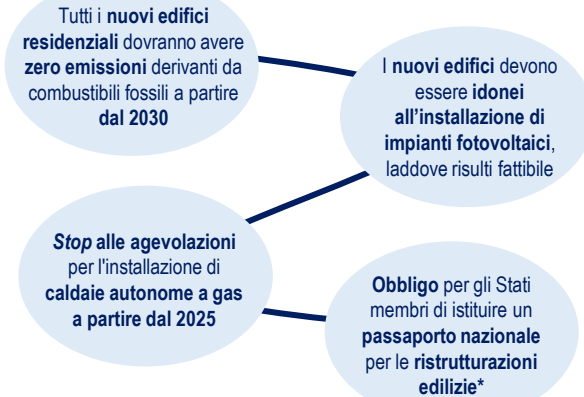 Tutti i nuovi edifici
residenziali dovranno avere
zero emissioni derivanti da
combustibili fossili a partire
dal 2030
I nuovi edifici devono
essere idonei
all'installazione di
impianti fotovoltaici,
laddove risulti fattibile
Stop alle agevolazioni
per l'installazione di
caldaie autonome a gas
a partire dal 2025
Obbligo per gli Stati
membri di istituire un
passaporto nazionale
per le ristrutturazioni
edilizie*